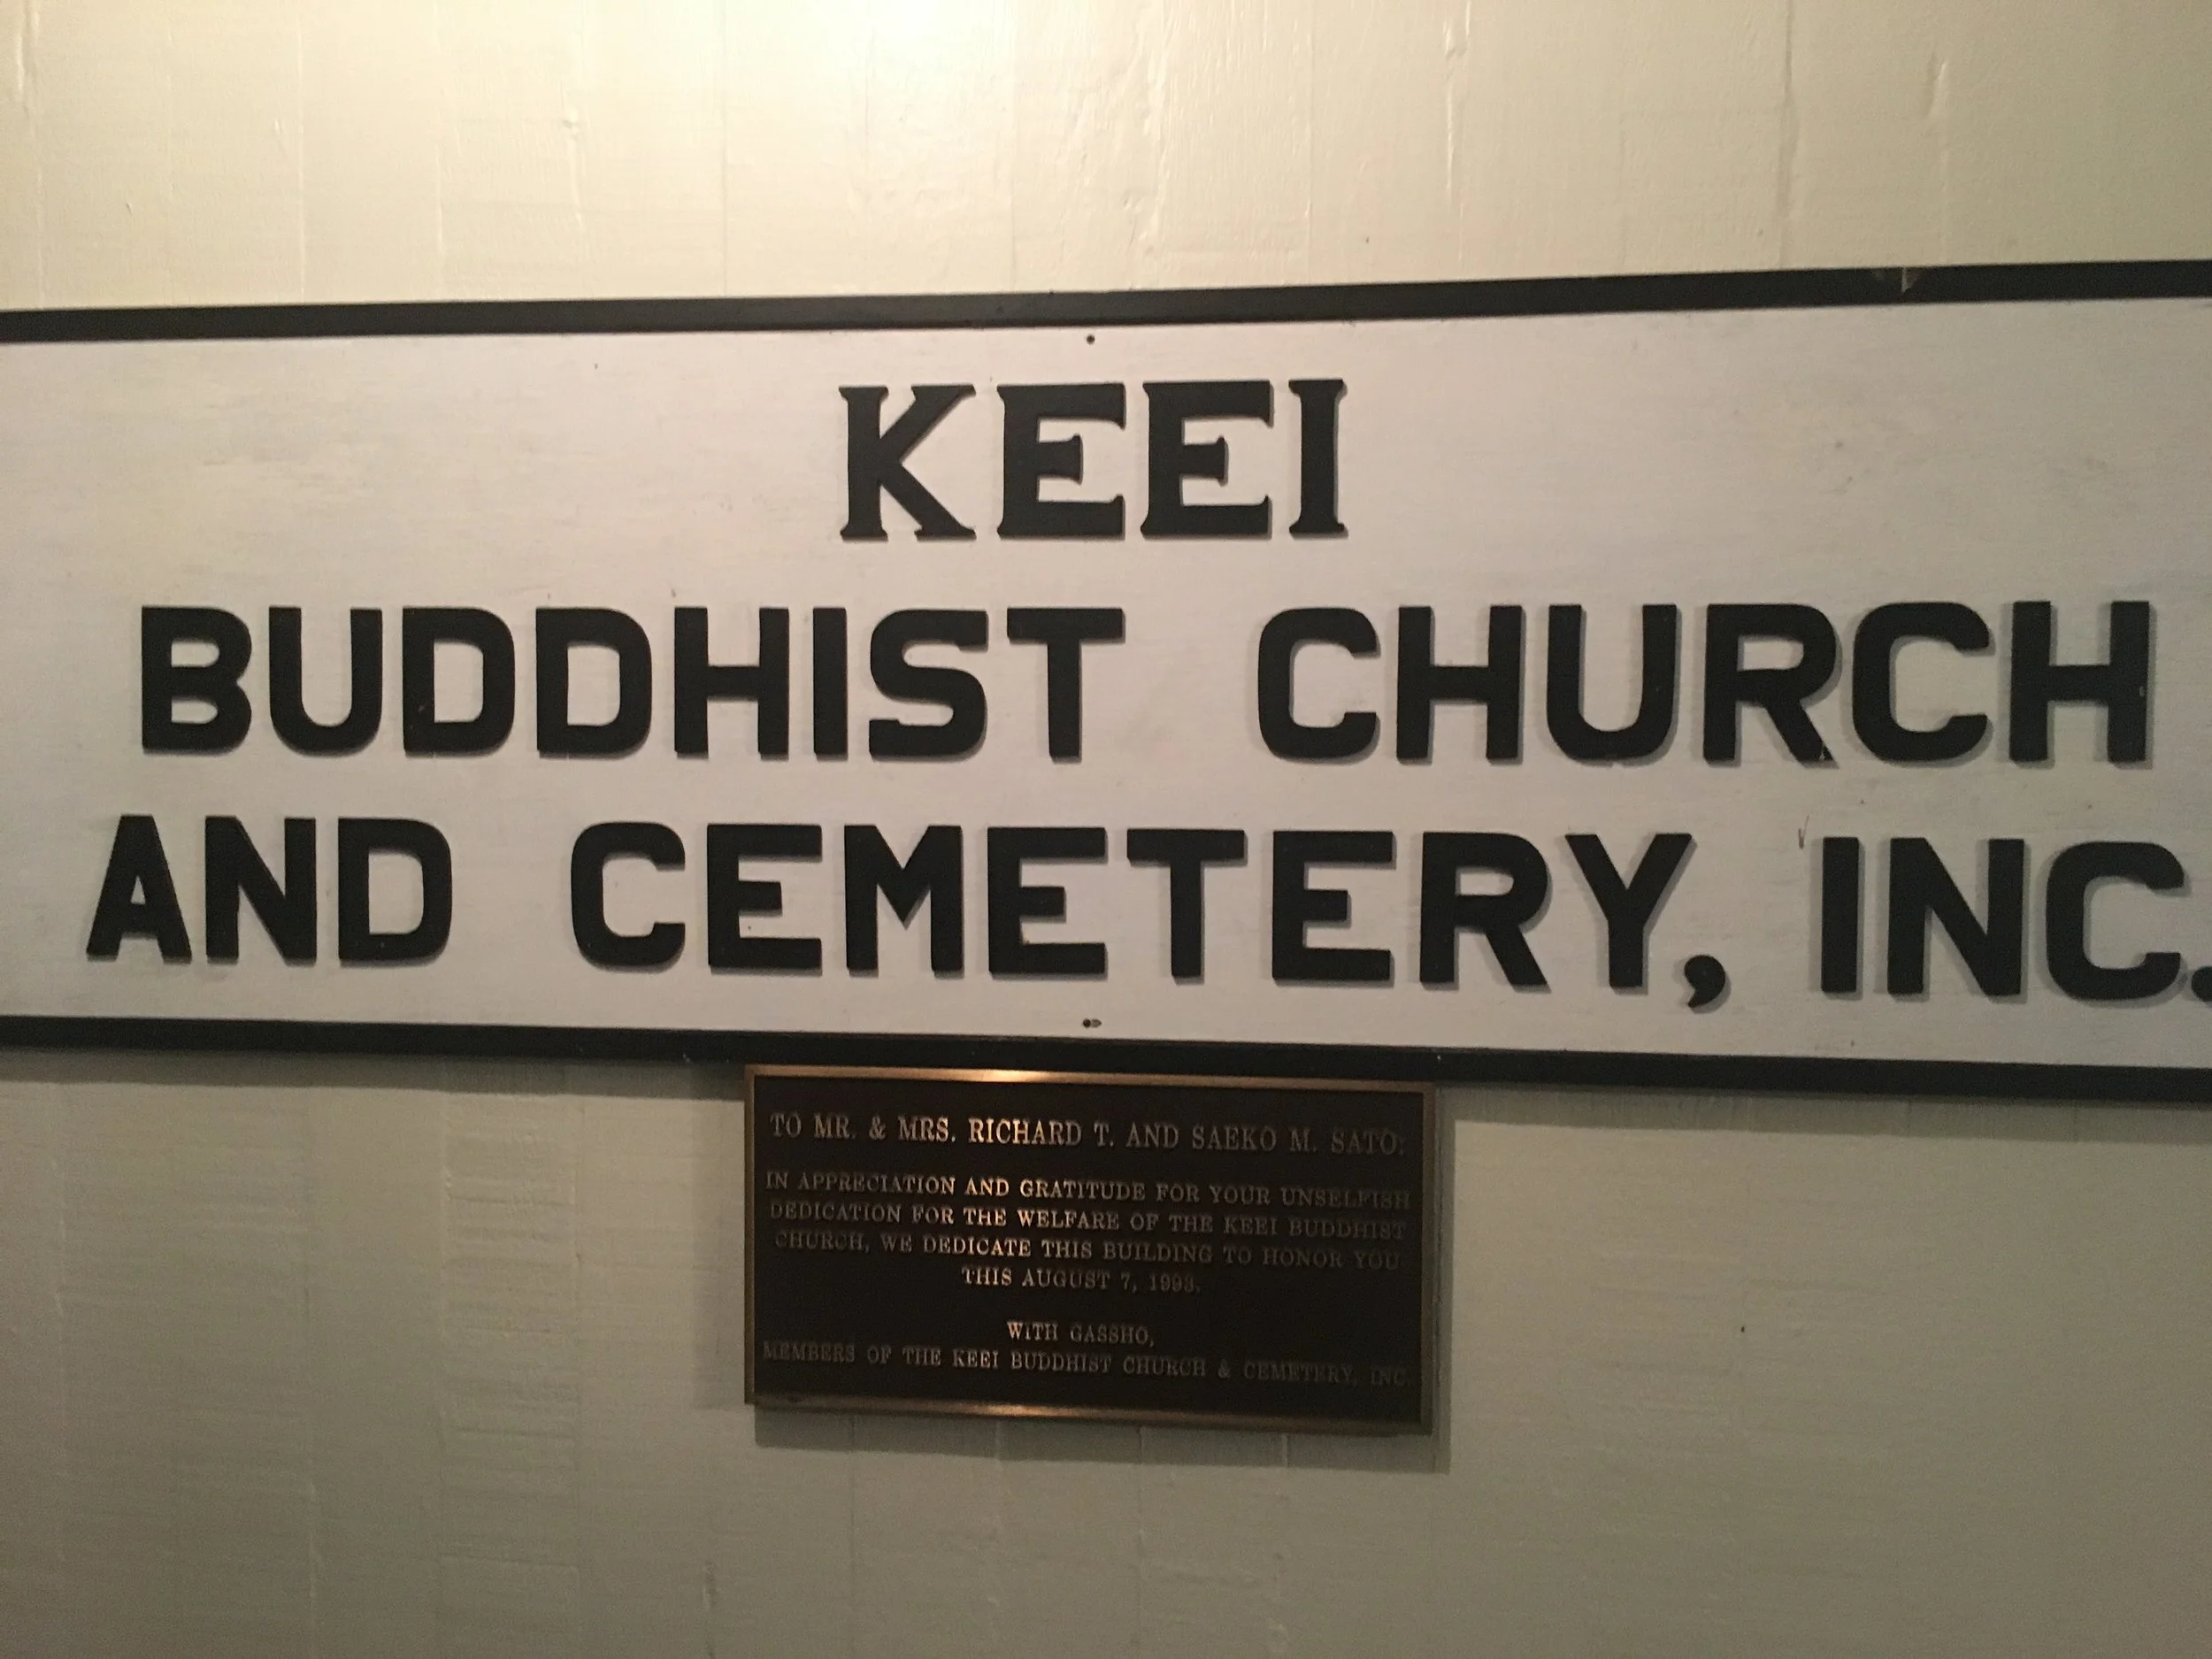 KEEI
BUDDHIST CHURCH
AND CEMETERY, INC.
TO MR. & MRS. RICHARD T. AND SAEKO M. SATO:
IN APPRECIATION AND GRATITUDE FOR YOUR UNSELFISH
DEDICATION FOR THE WELFARE OF THE KEEI BUDDHIST
CHURCH, WE DEDICATE THIS BUILDING TO HONOR YOU
THIS AUGUST 7, 1993.
WITH GASSHO,
MEMBERS OF THE KEEI BUDDHIST CHURCH & CEMETERY, INC.